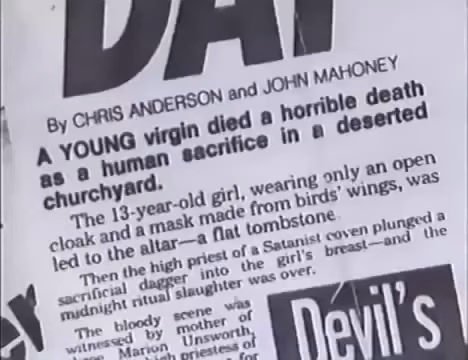 DAY
By CHRIS ANDERSON and JOHN MAHONEY
A YOUNG virgin died a horrible death
as a human sacrifice in a deserted
churchyard.
The 13-year-old girl, wearing only an open
cloak and a mask made from birds' wings, was
led to the altar—a flat tombstone.
Then the high priest of a Satanist coven plunged a
sacrificial dagger into the girl's breast—and the
midnight ritual slaughter was over.
The bloody scene was
witnessed by mother of
Marion Unsworth,
priestess of
for
Devil's